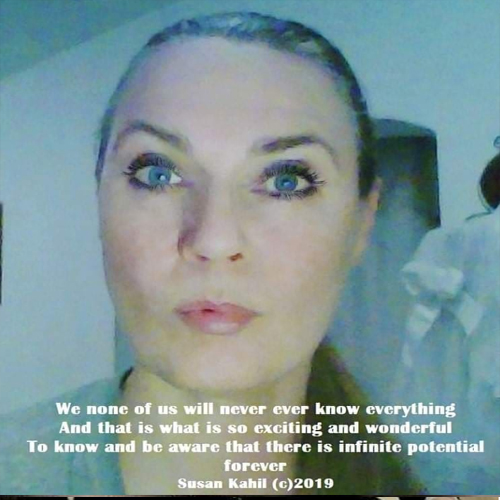 We none of us will never ever know everything
And that is what is so exciting and wonderful
To know and be aware that there is infinite potential
forever
Susan Kahil (c)2019